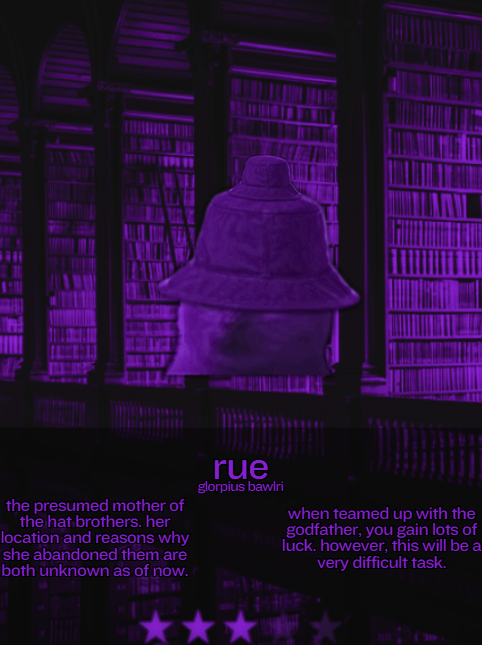 rue
glorpius bawlri
the presumed mother of
the hat brothers. her
location and reasons why
she abandoned them are
both unknown as of now.
when teamed up with the
godfather, you gain lots of
luck. however, this will be a
very difficult task.